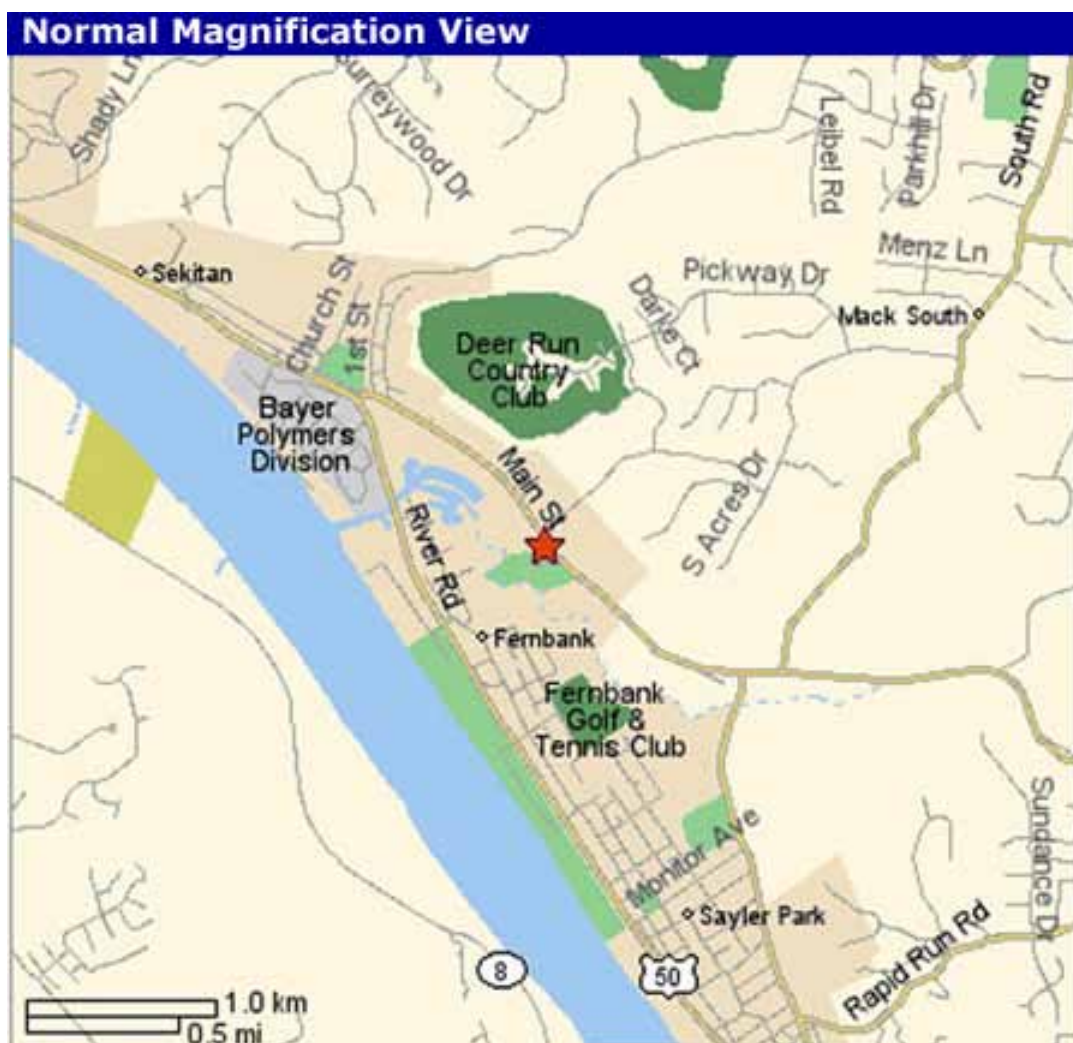 Normal Magnification View
Shady Ln
Surreywood Dr
Leibel Rd
Parkhill Dr
South Rd
Menz Ln
Sekitan
Church St
1st St
Pickway Dr
Darke Ct
Mack South
Deer Run
Country
Club
Bayer
Polymers
Division
Main St
S Acres Dr
River Rd
Fernbank
Fernbank
Golf &
Tennis Club
Monitor Ave
Sundance Dr
Sayler Park
Rapid Run Rd
8
50
1.0 km
0.5 mi